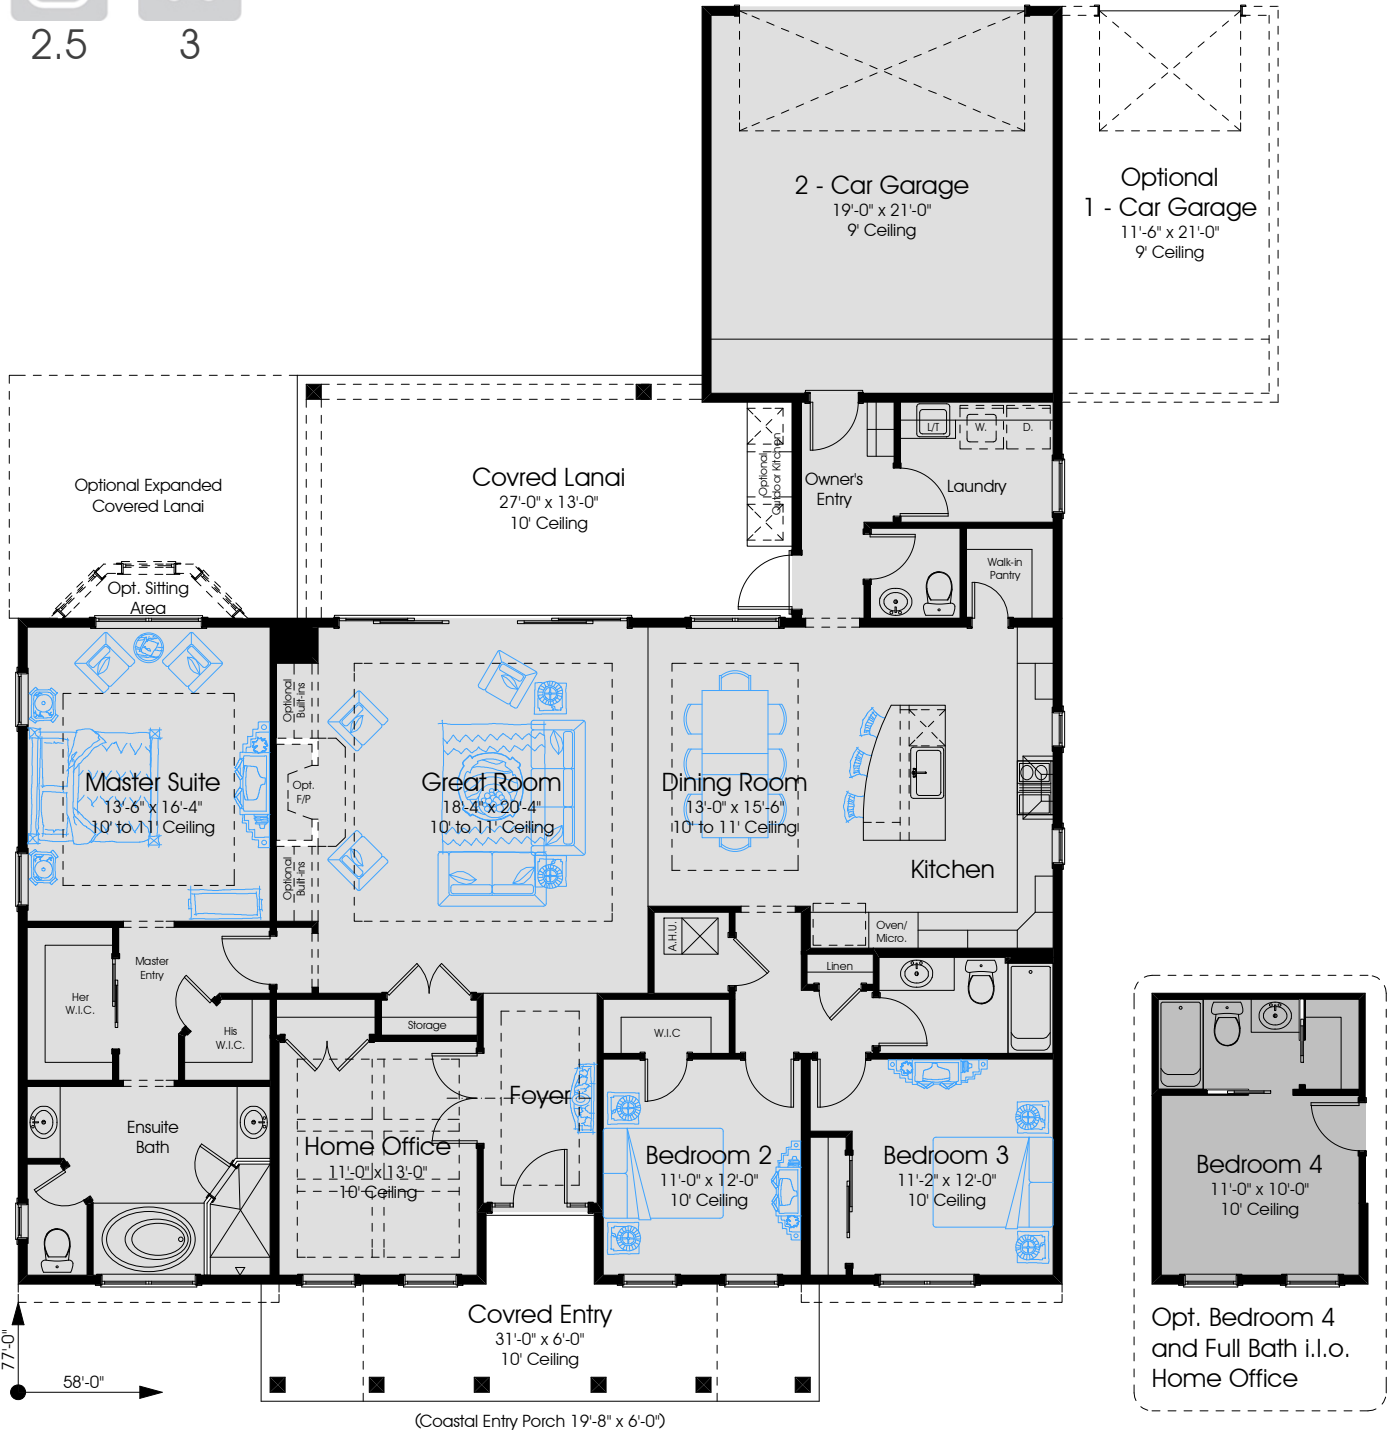 2.5
3
2 - Car Garage
19'-0" x 21'-0"
9' Ceiling
Optional
1 - Car Garage
11'-6" x 21'-0"
9' Ceiling
Optional Expanded
Covered Lanai
Covred Lanai
27'-0" x 13'-0"
10' Ceiling
Optional
Outdoor Kitchen
Owner's
Entry
L/T
W.
D.
Laundry
Walk-in
Pantry
Opt. Sitting
Area
Master Suite
13'-6" x 16'-4"
10' to 11' Ceiling
Optional
Built-ins
Opt.
F/P
Optional
Built-ins
Great Room
18'-4" x 20'-4"
10' to 11' Ceiling
Dining Room
13'-0" x 15'-6"
10' to 11' Ceiling
Kitchen
Oven/
Micro.
A.H.U.
Linen
Master
Entry
Her
W.I.C.
His
W.I.C.
Storage
W.I.C
Foyer
Ensuite
Bath
Home Office
11'-0" x 13'-0"
10' Ceiling
Bedroom 2
11'-0" x 12'-0"
10' Ceiling
Bedroom 3
11'-2" x 12'-0"
10' Ceiling
Bedroom 4
11'-0" x 10'-0"
10' Ceiling
Opt. Bedroom 4
and Full Bath i.l.o.
Home Office
Covred Entry
31'-0" x 6'-0"
10' Ceiling
77'-0"
58'-0"
(Coastal Entry Porch 19'-8" x 6'-0")